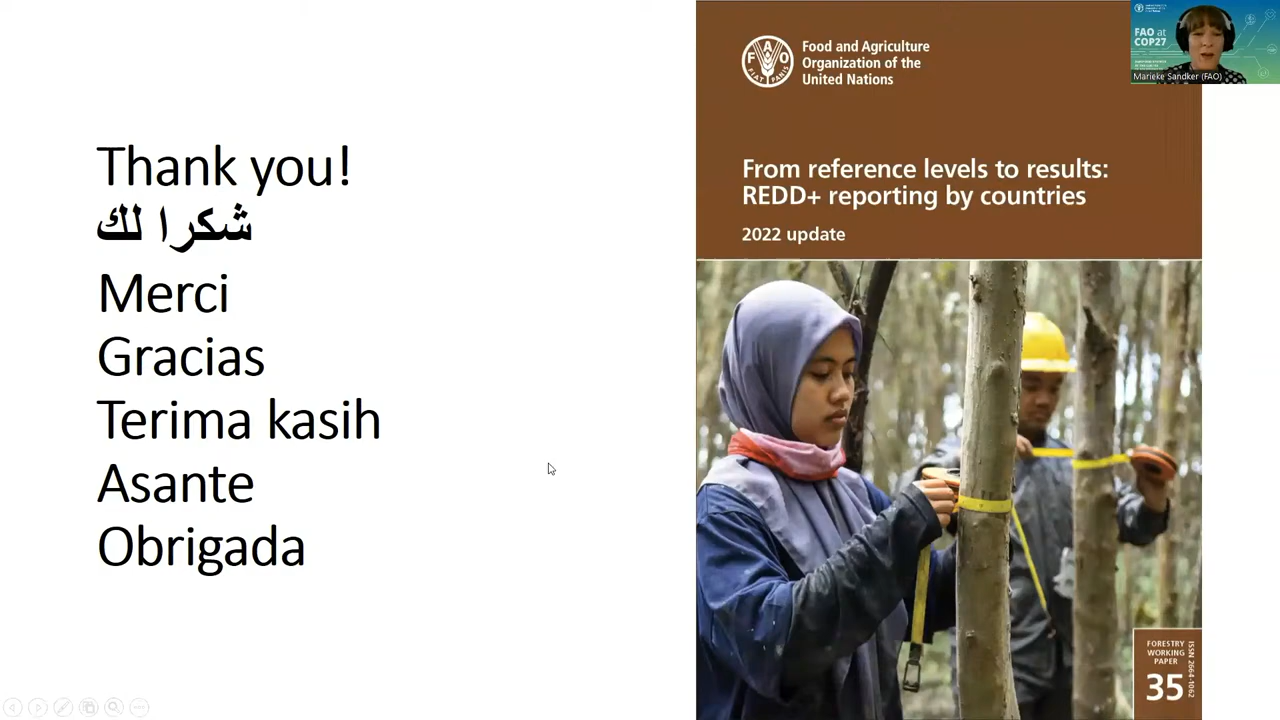 Thank you!
شكرا لك
Merci
Gracias
Terima kasih
Asante
Obrigada
Food and Agriculture
Organization of the
United Nations
From reference levels to results:
REDD+ reporting by countries
2022 update
FORESTRY
WORKING
PAPER
35
ISSN 2664-1062
FAO at
COP27
Marieke Sandker (FAO)